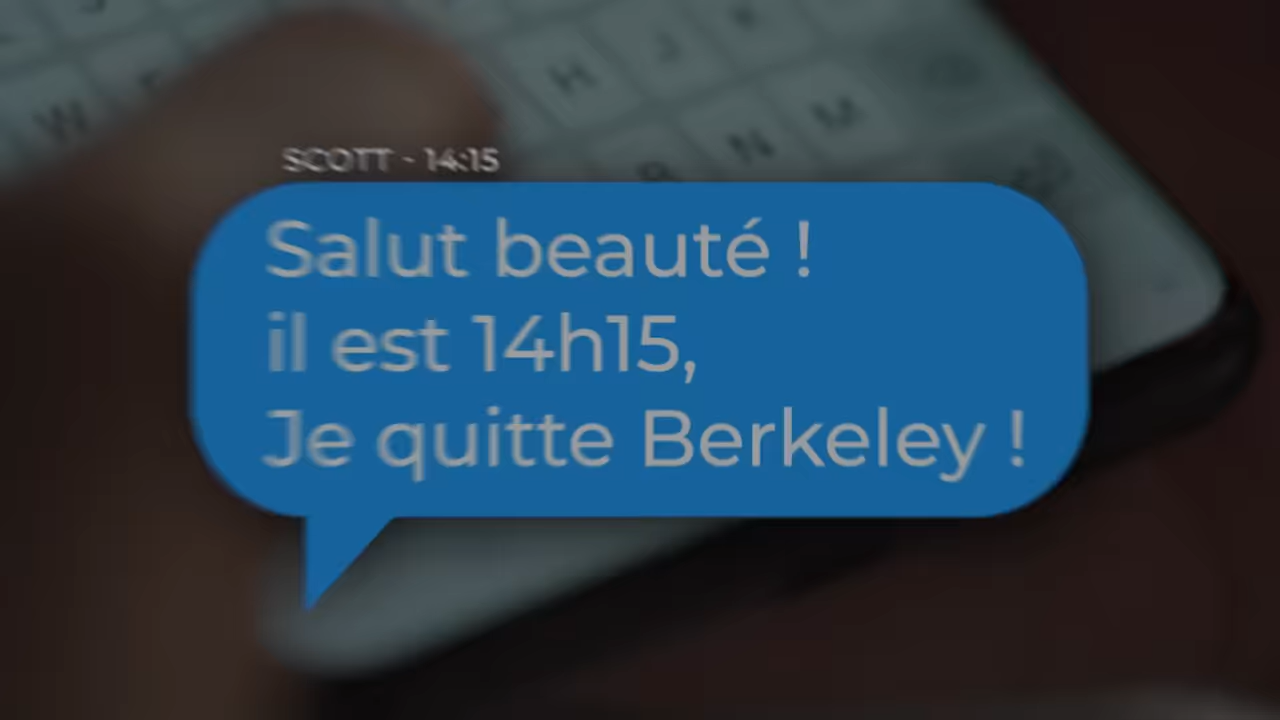 SCOTT - 14:15
Salut beauté !
il est 14h15,
Je quitte Berkeley !
W
H J K
B N M